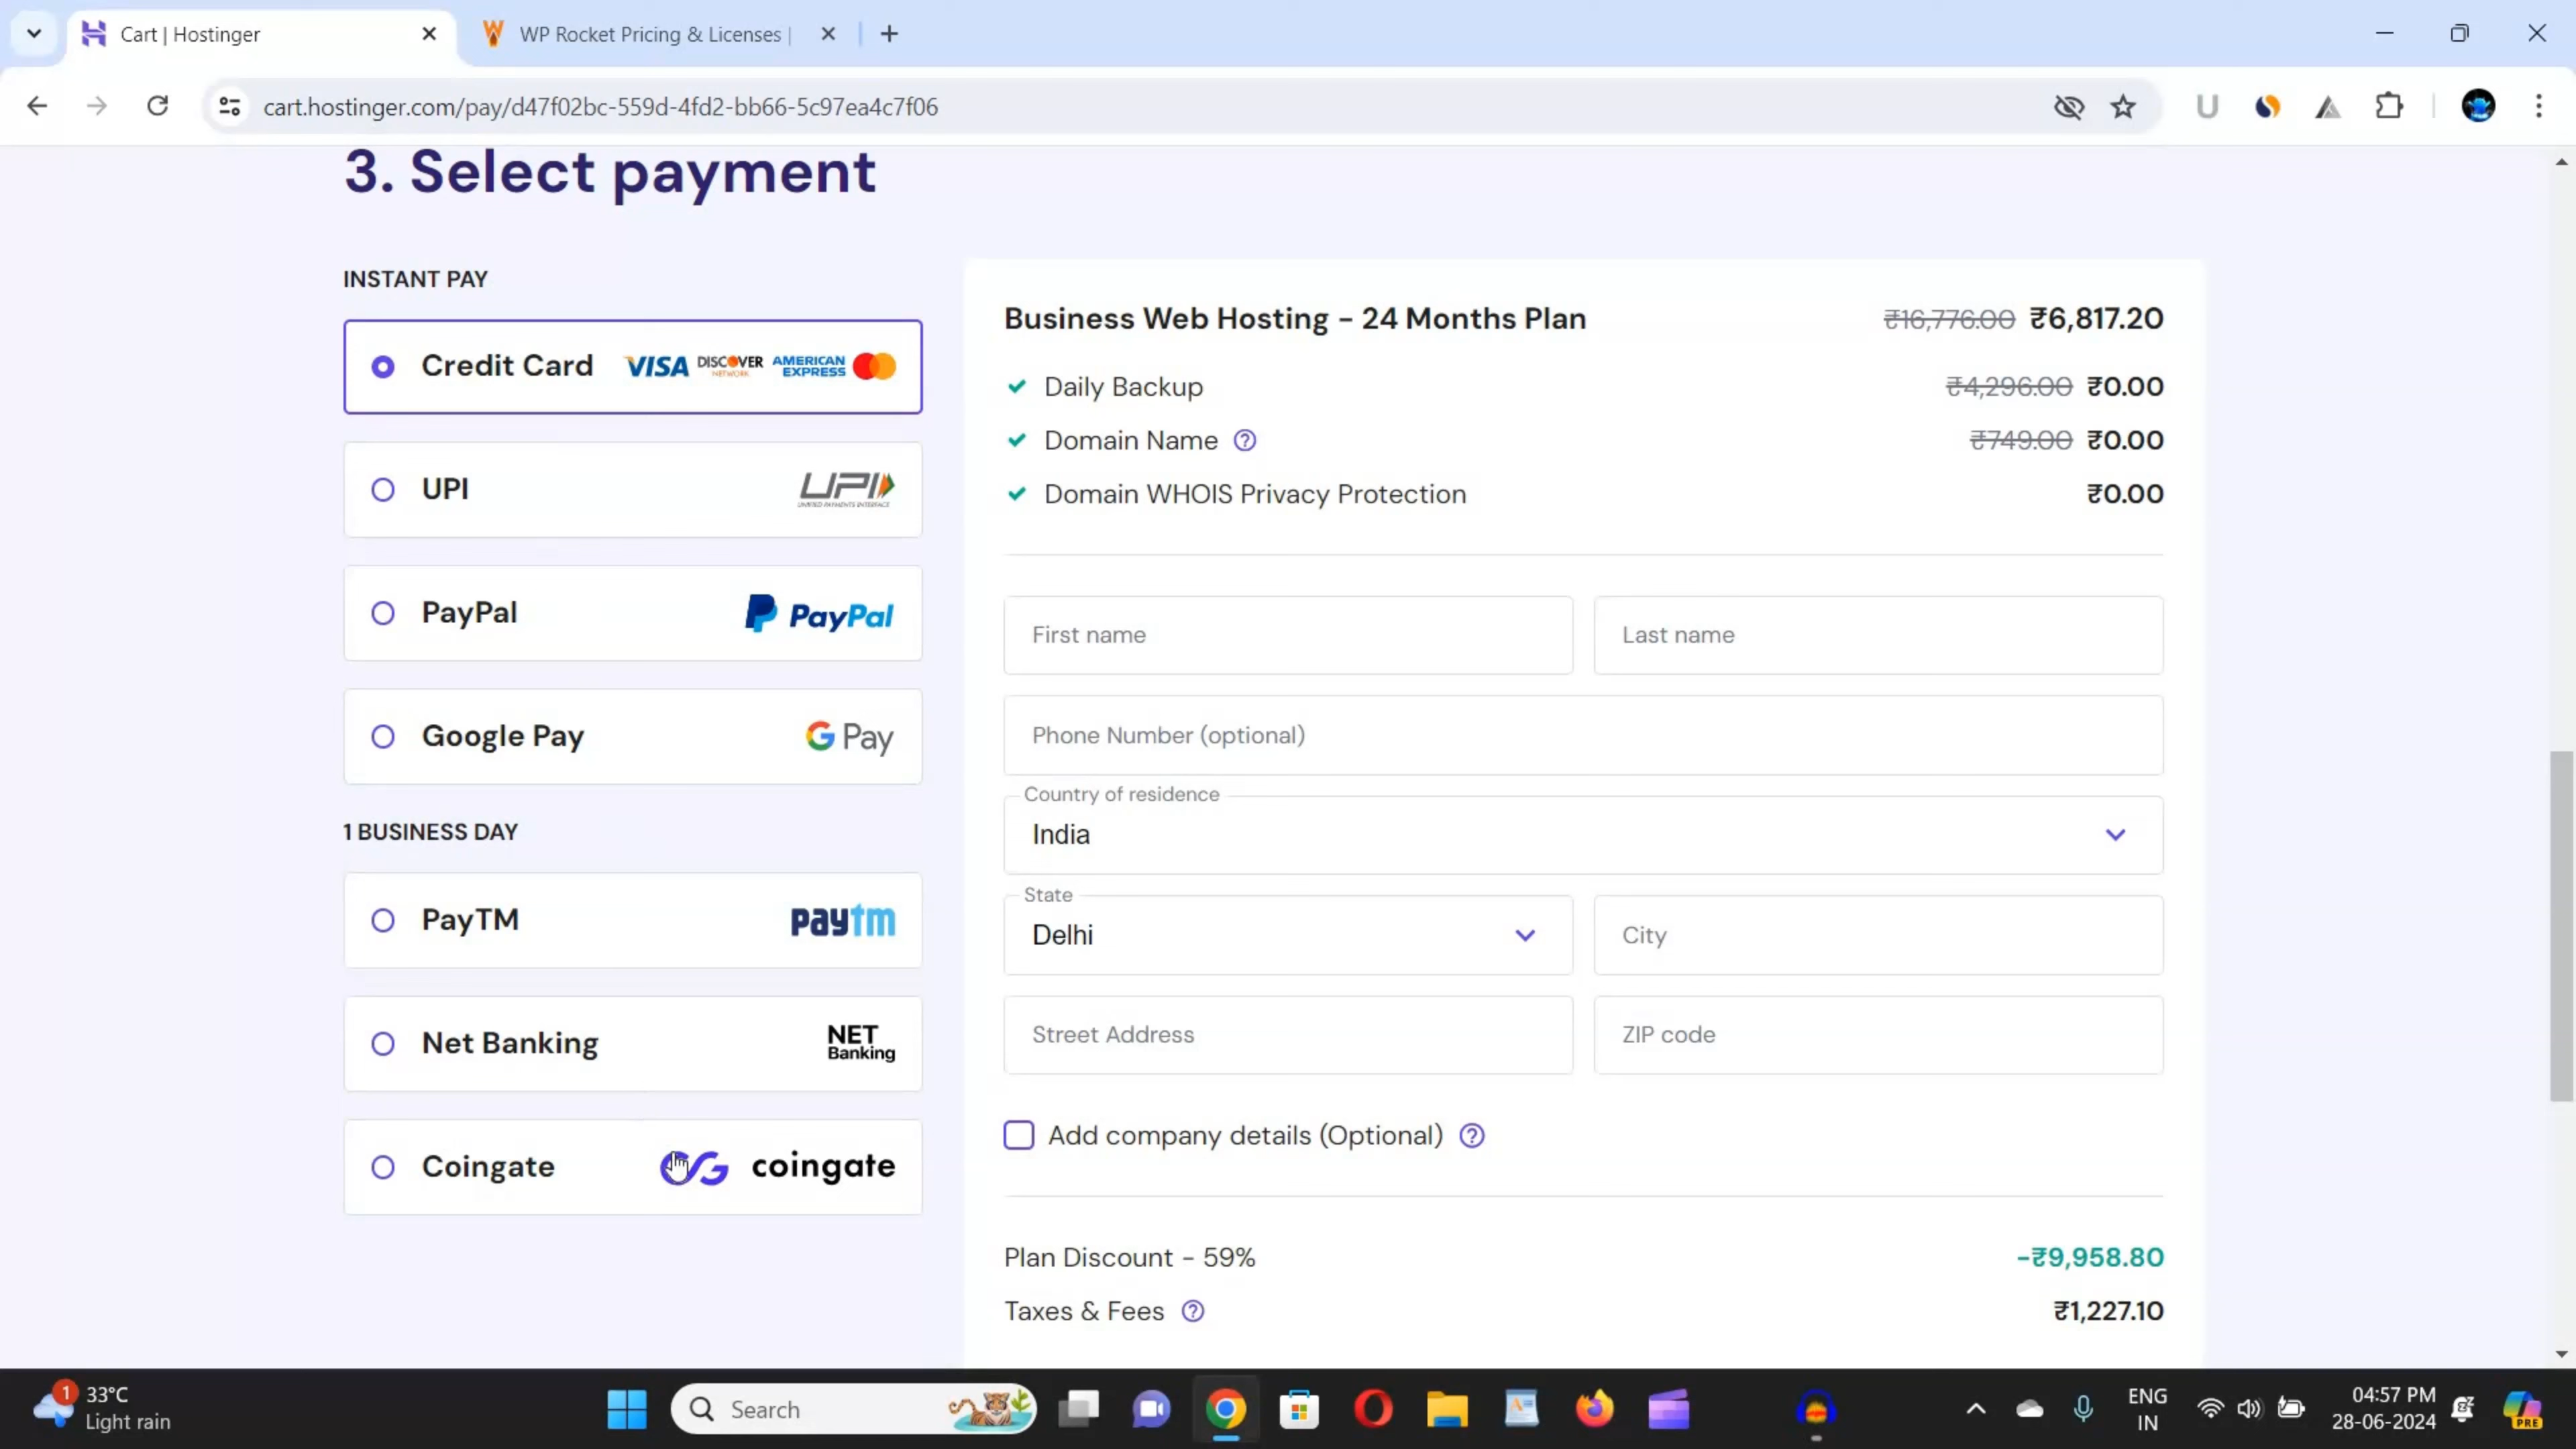 Cart | Hostinger
WP Rocket Pricing & Licenses |
cart.hostinger.com/pay/d47f02bc-559d-4fd2-bb66-5c97ea4c7f06
3. Select payment
INSTANT PAY
Credit Card VISA DISCOVER NETWORK AMERICAN EXPRESS
UPI UPI UNIFIED PAYMENTS INTERFACE
PayPal PayPal
Google Pay G Pay
1 BUSINESS DAY
PayTM paytm
Net Banking NET Banking
Coingate coingate
Business Web Hosting - 24 Months Plan ₹16,776.00 ₹6,817.20
Daily Backup ₹4,296.00 ₹0.00
Domain Name ₹749.00 ₹0.00
Domain WHOIS Privacy Protection ₹0.00
First name Last name
Phone Number (optional)
Country of residence
India
State
Delhi City
Street Address ZIP code
Add company details (Optional)
Plan Discount - 59% -₹9,958.80
Taxes & Fees ₹1,227.10
1 33°C
Light rain
Search
ENG
IN
04:57 PM
28-06-2024
PRE